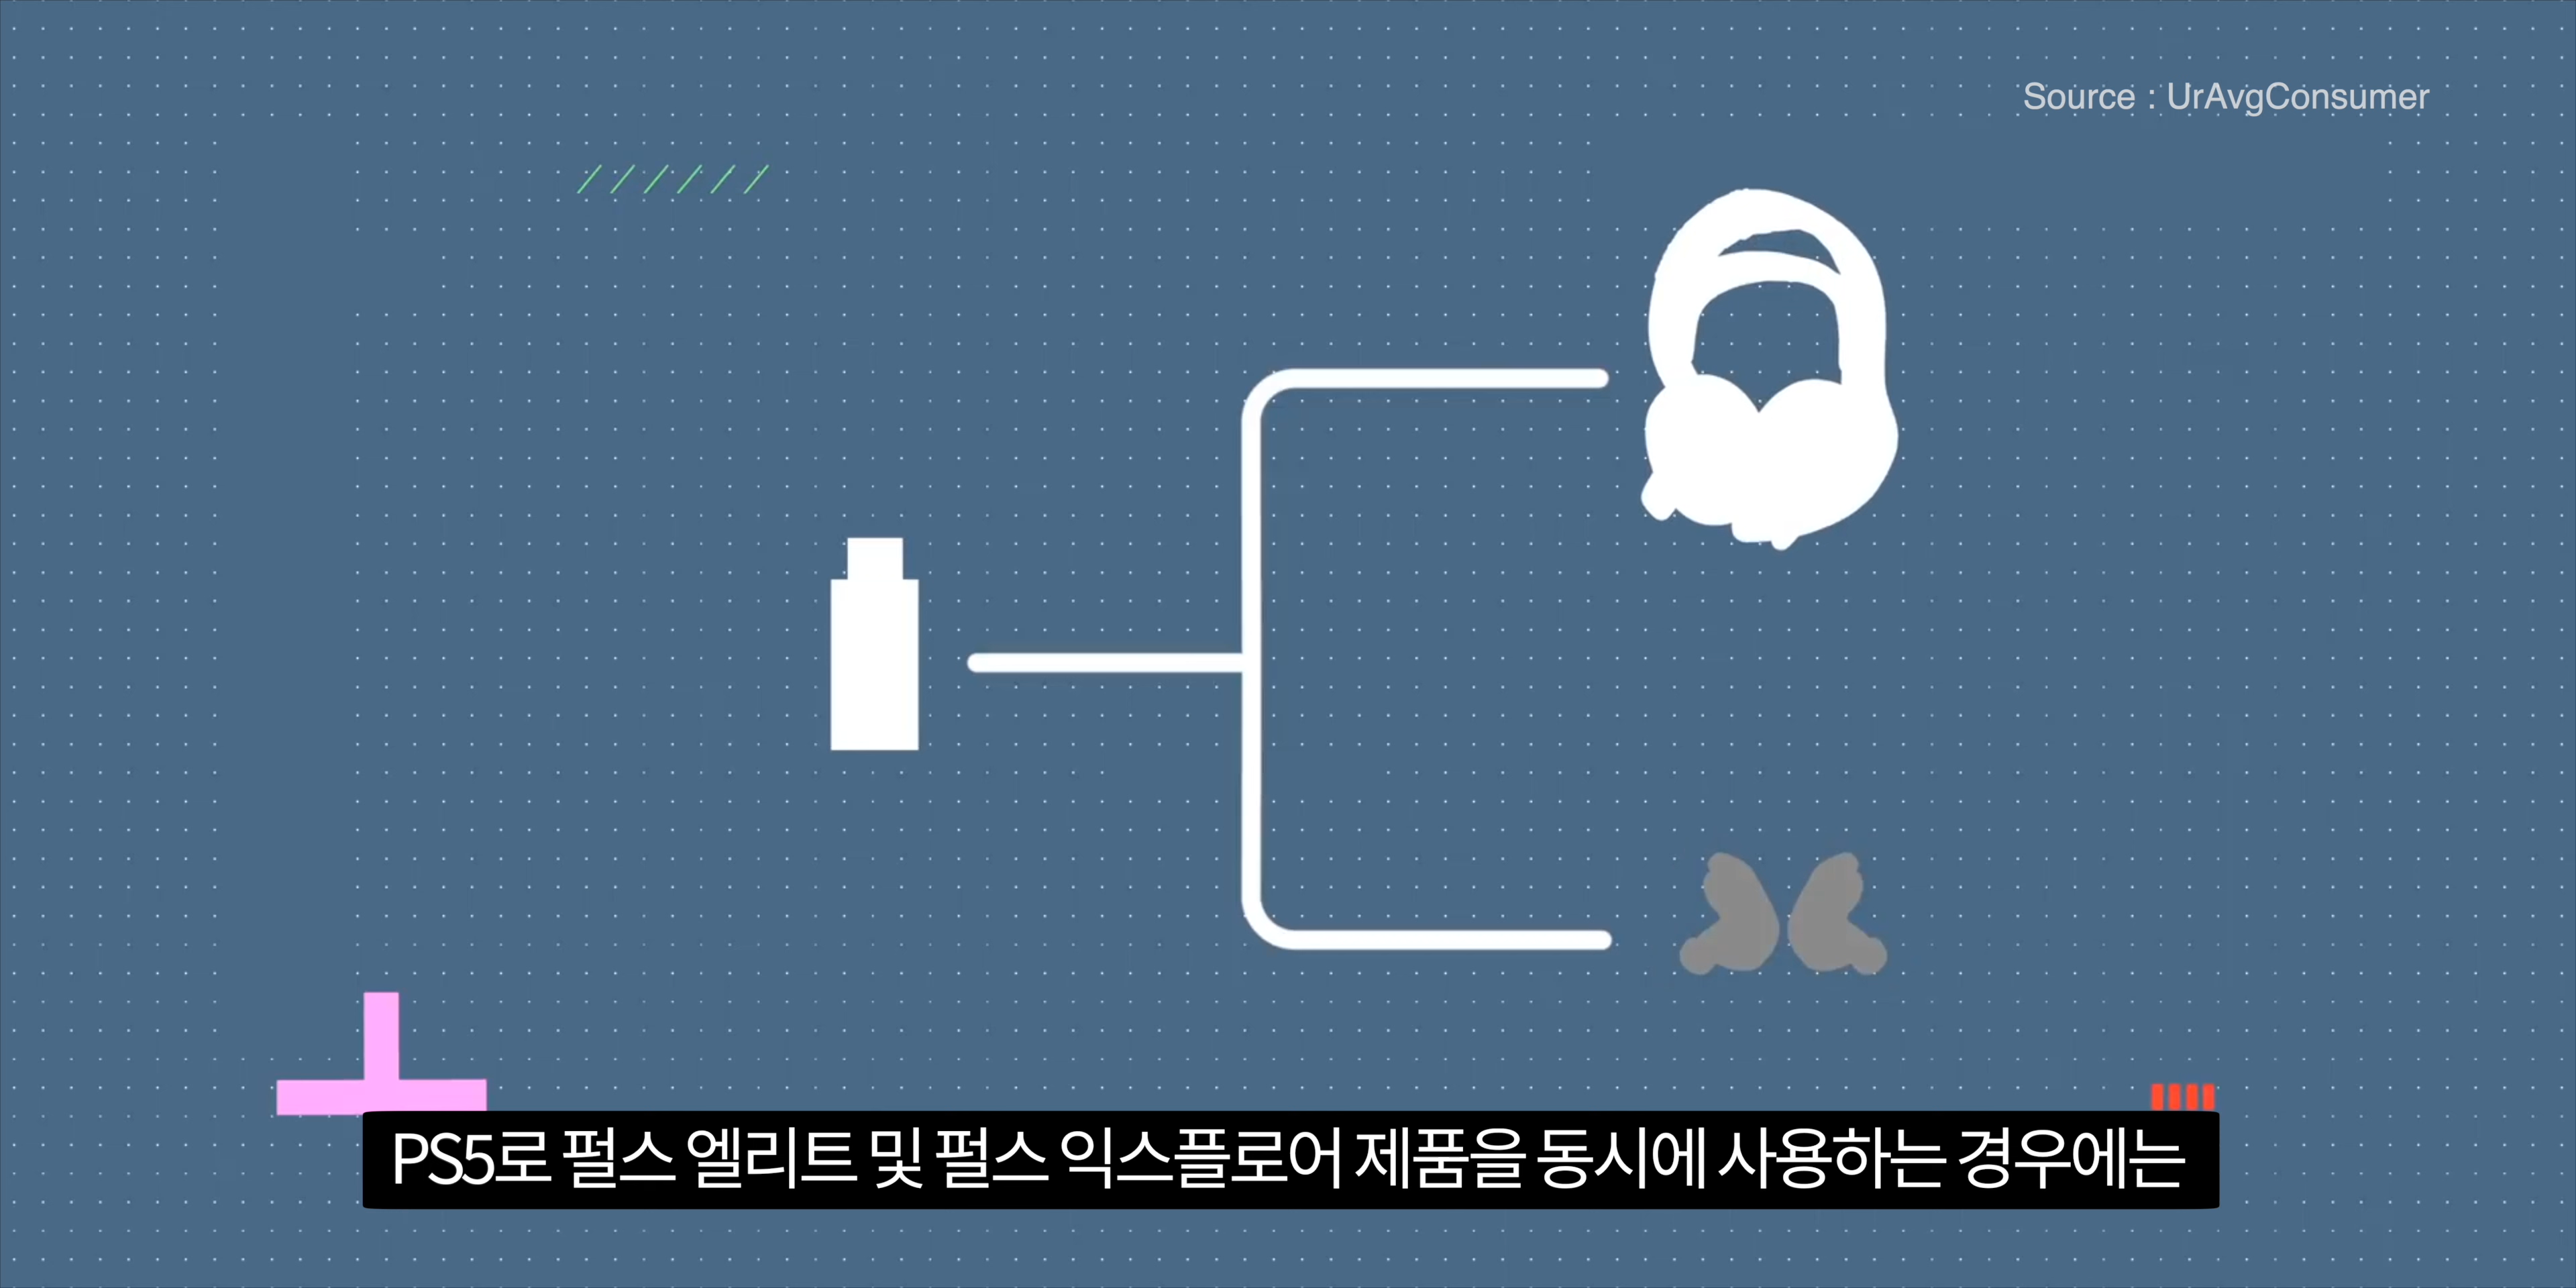 Source : UrAvgConsumer
PS5로 펄스 엘리트 및 펄스 익스플로어 제품을 동시에 사용하는 경우에는